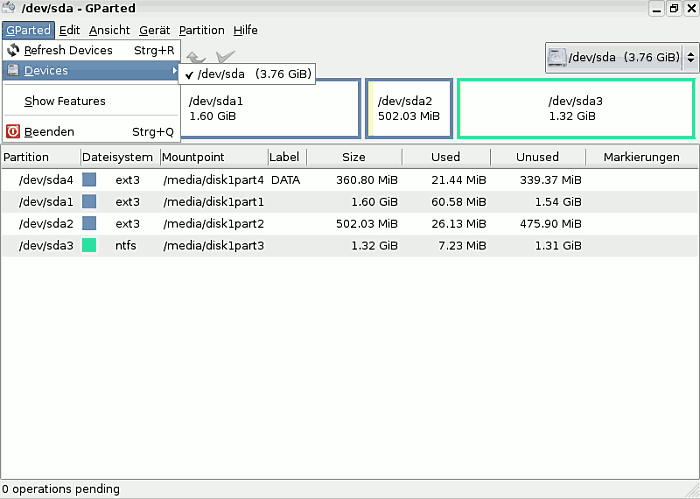 /dev/sda - GParted
GParted Edit Ansicht Gerät Partition Hilfe
Refresh Devices Strg+R
Devices
/dev/sda (3.76 GiB)
Show Features
Beenden Strg+Q
/dev/sda (3.76 GiB)
/dev/sda1
1.60 GiB
/dev/sda2
502.03 MiB
/dev/sda3
1.32 GiB
Partition Dateisystem Mountpoint Label Size Used Unused Markierungen
/dev/sda4 ext3 /media/disk1part4 DATA 360.80 MiB 21.44 MiB 339.37 MiB
/dev/sda1 ext3 /media/disk1part1 1.60 GiB 60.58 MiB 1.54 GiB
/dev/sda2 ext3 /media/disk1part2 502.03 MiB 26.13 MiB 475.90 MiB
/dev/sda3 ntfs /media/disk1part3 1.32 GiB 7.23 MiB 1.31 GiB
0 operations pending